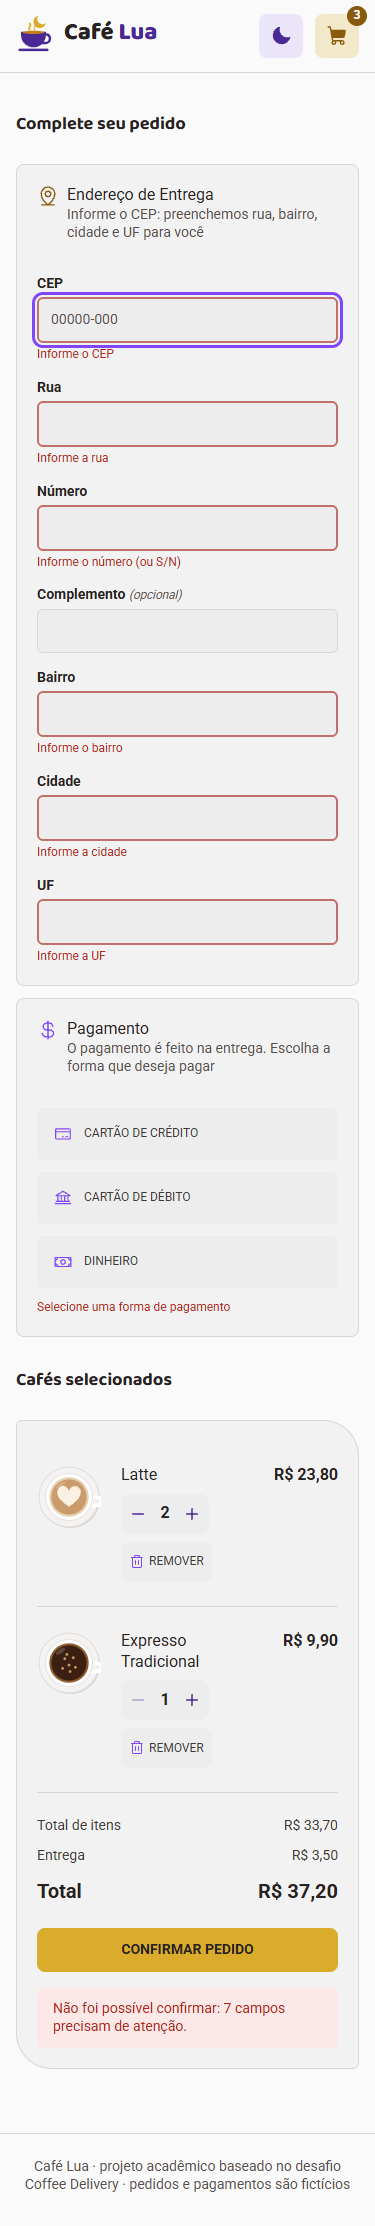 Café Lua
3
Complete seu pedido
Endereço de Entrega
Informe o CEP: preenchemos rua, bairro,
cidade e UF para você
CEP
00000-000
Informe o CEP
Rua
Informe a rua
Número
Informe o número (ou S/N)
Complemento (opcional)
Bairro
Informe o bairro
Cidade
Informe a cidade
UF
Informe a UF
Pagamento
O pagamento é feito na entrega. Escolha a
forma que deseja pagar
CARTÃO DE CRÉDITO
CARTÃO DE DÉBITO
DINHEIRO
Selecione uma forma de pagamento
Cafés selecionados
Latte R$ 23,80
2
REMOVER
Expresso R$ 9,90
Tradicional
1
REMOVER
Total de itens R$ 33,70
Entrega R$ 3,50
Total R$ 37,20
CONFIRMAR PEDIDO
Não foi possível confirmar: 7 campos
precisam de atenção.
Café Lua · projeto acadêmico baseado no desafio
Coffee Delivery · pedidos e pagamentos são fictícios